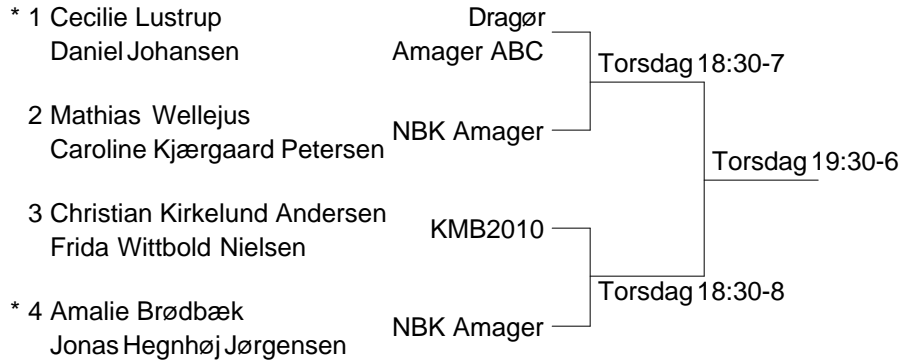 * 1 Cecilie Lustrup Dragør
Daniel Johansen Amager ABC
Torsdag 18:30-7
2 Mathias Wellejus NBK Amager
Caroline Kjærgaard Petersen
Torsdag 19:30-6
3 Christian Kirkelund Andersen KMB2010
Frida Wittbold Nielsen
Torsdag 18:30-8
* 4 Amalie Brødbæk NBK Amager
Jonas Hegnhøj Jørgensen